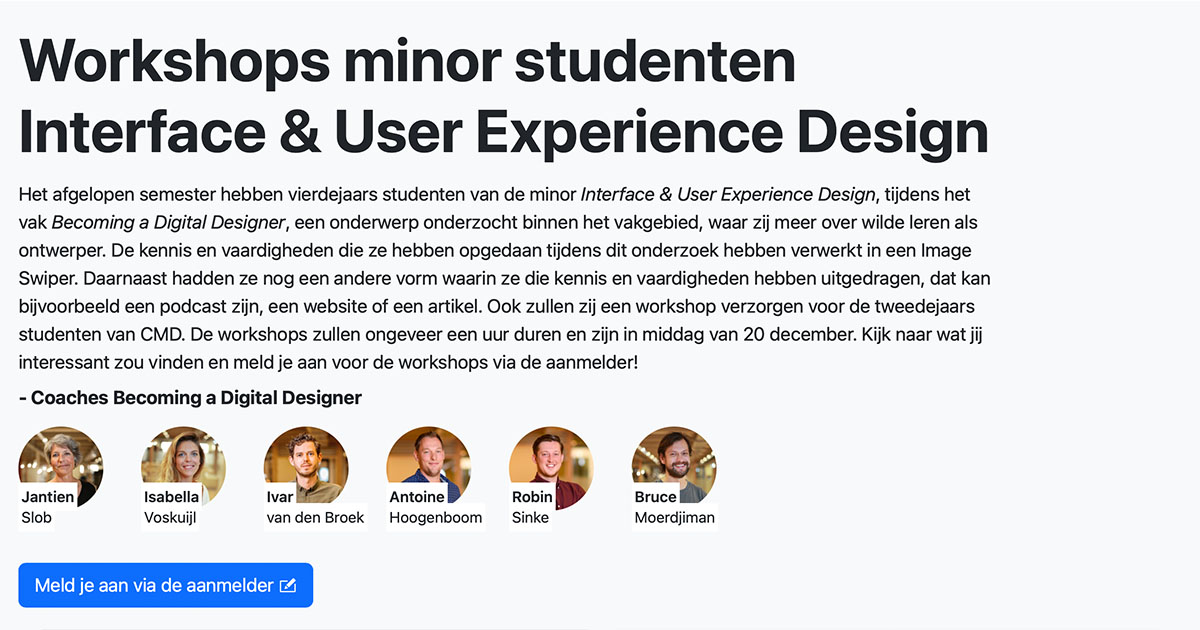 Workshops minor studenten
Interface & User Experience Design
Het afgelopen semester hebben vierdejaars studenten van de minor Interface & User Experience Design, tijdens het
vak Becoming a Digital Designer, een onderwerp onderzocht binnen het vakgebied, waar zij meer over wilde leren als
ontwerper. De kennis en vaardigheden die ze hebben opgedaan tijdens dit onderzoek hebben verwerkt in een Image
Swiper. Daarnaast hadden ze nog een andere vorm waarin ze die kennis en vaardigheden hebben uitgedragen, dat kan
bijvoorbeeld een podcast zijn, een website of een artikel. Ook zullen zij een workshop verzorgen voor de tweedejaars
studenten van CMD. De workshops zullen ongeveer een uur duren en zijn in middag van 20 december. Kijk naar wat jij
interessant zou vinden en meld je aan voor de workshops via de aanmelder!
- Coaches Becoming a Digital Designer
Jantien
Slob
Isabella
Voskuijl
Ivar
van den Broek
Antoine
Hoogenboom
Robin
Sinke
Bruce
Moerdjiman
Meld je aan via de aanmelder